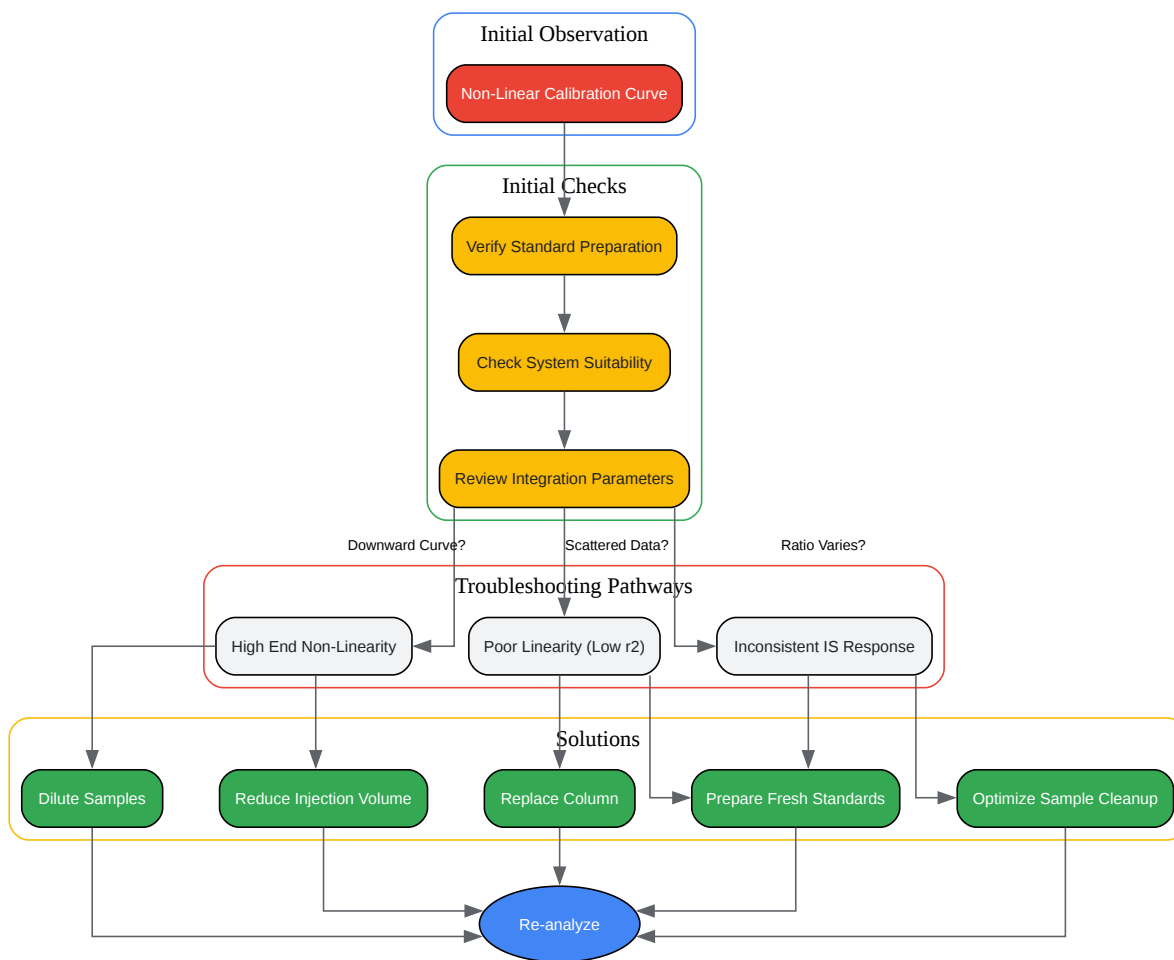 Initial Observation
Non-Linear Calibration Curve
Initial Checks
Verify Standard Preparation
Check System Suitability
Review Integration Parameters
Downward Curve?
Scattered Data?
Ratio Varies?
Troubleshooting Pathways
High End Non-Linearity
Poor Linearity (Low r2)
Inconsistent IS Response
Solutions
Dilute Samples
Reduce Injection Volume
Replace Column
Prepare Fresh Standards
Optimize Sample Cleanup
Re-analyze